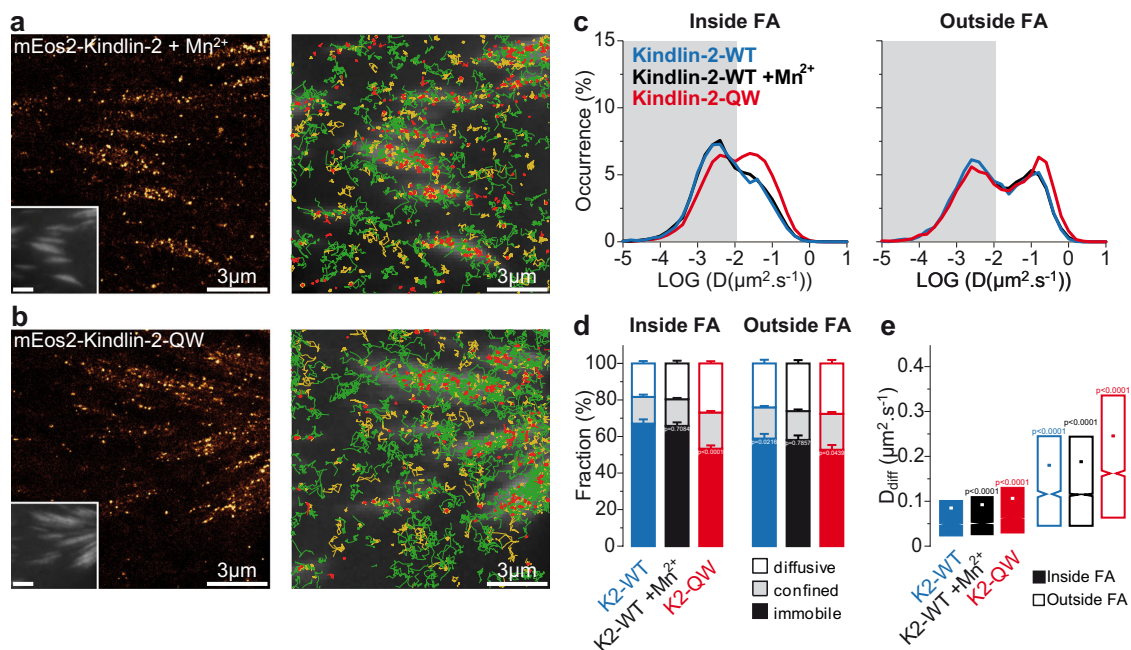 a
mEos2-Kindlin-2 + Mn²⁺
3µm
3µm
b
mEos2-Kindlin-2-QW
3µm
3µm
c
Inside FA
Outside FA
Kindlin-2-WT
Kindlin-2-WT +Mn²⁺
Kindlin-2-QW
Occurrence (%)
15
10
5
0
-5 -4 -3 -2 -1 0 1
-5 -4 -3 -2 -1 0 1
LOG (D(µm².s⁻¹))
LOG (D(µm².s⁻¹))
d
Inside FA
Outside FA
Fraction (%)
100
80
60
40
20
0
p=0.7084
p<0.0001
p=0.0216
p=0.7857
p=0.0439
K2-WT
K2-WT +Mn²⁺
K2-QW
diffusive
confined
immobile
e
D diff (µm².s⁻¹)
0.4
0.3
0.2
0.1
0
p<0.0001
p<0.0001
p<0.0001
p<0.0001
p<0.0001
K2-WT
K2-WT +Mn²⁺
K2-QW
Inside FA
Outside FA